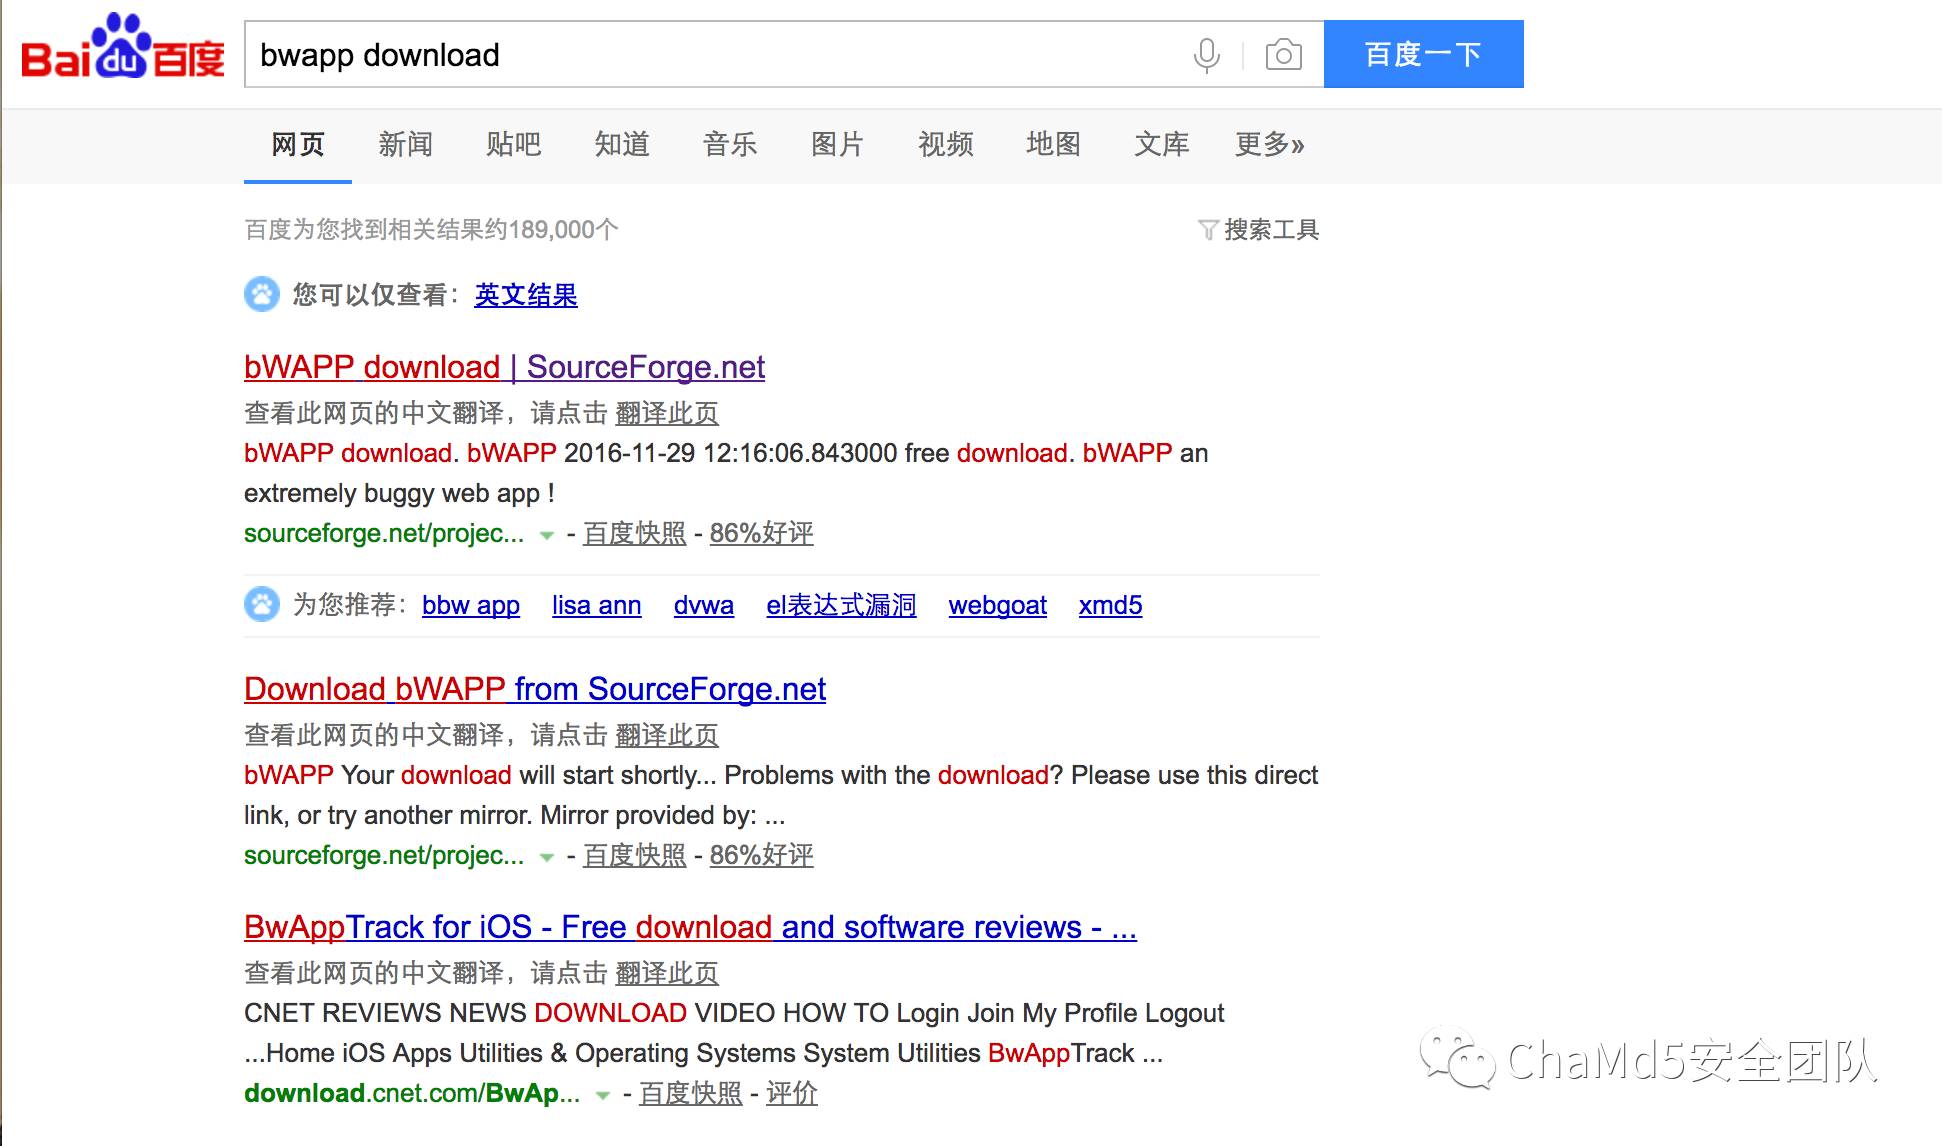 Bai du 百度
bwapp download
百度一下
网页 新闻 贴吧 知道 音乐 图片 视频 地图 文库 更多»
百度为您找到相关结果约189,000个 搜索工具
您可以仅查看：英文结果
bWAPP download | SourceForge.net
查看此网页的中文翻译，请点击 翻译此页
bWAPP download. bWAPP 2016-11-29 12:16:06.843000 free download. bWAPP an
extremely buggy web app !
sourceforge.net/projec... - 百度快照 - 86%好评
为您推荐： bbw app lisa ann dvwa el表达式漏洞 webgoat xmd5
Download bWAPP from SourceForge.net
查看此网页的中文翻译，请点击 翻译此页
bWAPP Your download will start shortly... Problems with the download? Please use this direct
link, or try another mirror. Mirror provided by: ...
sourceforge.net/projec... - 百度快照 - 86%好评
BwAppTrack for iOS - Free download and software reviews - ...
查看此网页的中文翻译，请点击 翻译此页
CNET REVIEWS NEWS DOWNLOAD VIDEO HOW TO Login Join My Profile Logout
...Home iOS Apps Utilities & Operating Systems System Utilities BwAppTrack ...
download.cnet.com/BwAp... - 百度快照 - 评价
ChaMd5安全团队